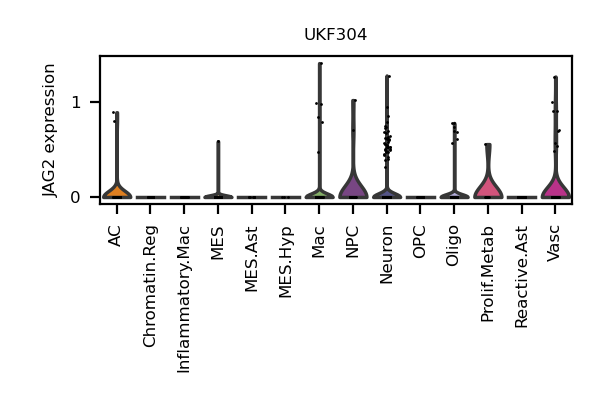 UKF304
JAG2 expression
1
0
AC
Chromatin.Reg
Inflammatory.Mac
MES
MES.Ast
MES.Hyp
Mac
NPC
Neuron
OPC
Oligo
Prolif.Metab
Reactive.Ast
Vasc